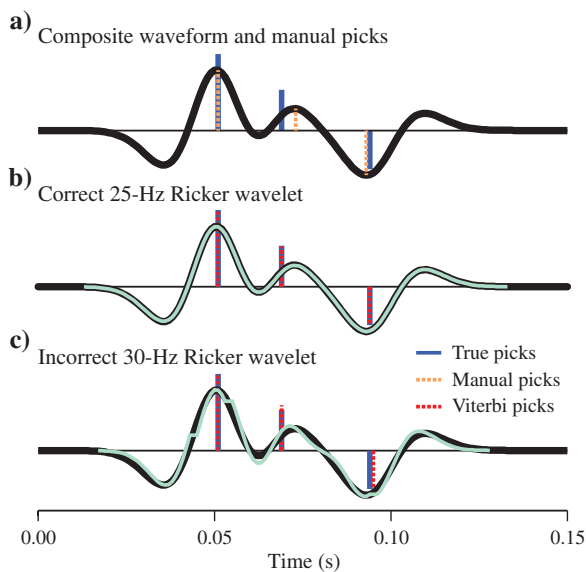 a)
Composite waveform and manual picks
b)
Correct 25-Hz Ricker wavelet
c)
Incorrect 30-Hz Ricker wavelet
True picks
Manual picks
Viterbi picks
0.00 0.05 0.10 0.15
Time (s)